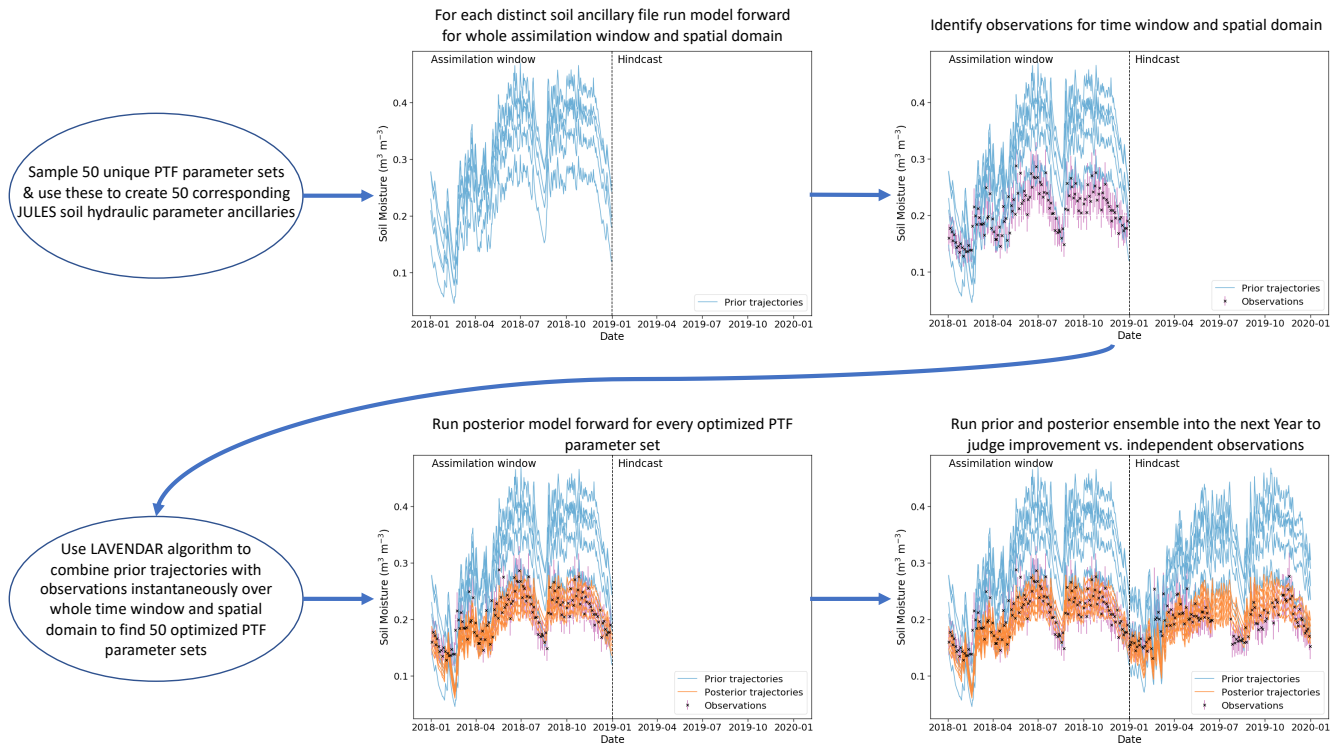 For each distinct soil ancillary file run model forward
for whole assimilation window and spatial domain
Identify observations for time window and spatial domain
Sample 50 unique PTF parameter sets
& use these to create 50 corresponding
JULES soil hydraulic parameter ancillaries
Assimilation window
Hindcast
Soil Moisture (m³ m⁻³)
0.4
0.3
0.2
0.1
Prior trajectories
2018-01 2018-04 2018-07 2018-10 2019-01 2019-04 2019-07 2019-10 2020-01
Date
Assimilation window
Hindcast
Soil Moisture (m³ m⁻³)
0.4
0.3
0.2
0.1
Prior trajectories
Observations
2018-01 2018-04 2018-07 2018-10 2019-01 2019-04 2019-07 2019-10 2020-01
Date
Use LAVENDAR algorithm to
combine prior trajectories with
observations instantaneously over
whole time window and spatial
domain to find 50 optimized PTF
parameter sets
Run posterior model forward for every optimized PTF
parameter set
Assimilation window
Hindcast
Soil Moisture (m³ m⁻³)
0.4
0.3
0.2
0.1
Prior trajectories
Posterior trajectories
Observations
2018-01 2018-04 2018-07 2018-10 2019-01 2019-04 2019-07 2019-10 2020-01
Date
Run prior and posterior ensemble into the next Year to
judge improvement vs. independent observations
Assimilation window
Hindcast
Soil Moisture (m³ m⁻³)
0.4
0.3
0.2
0.1
Prior trajectories
Posterior trajectories
Observations
2018-01 2018-04 2018-07 2018-10 2019-01 2019-04 2019-07 2019-10 2020-01
Date